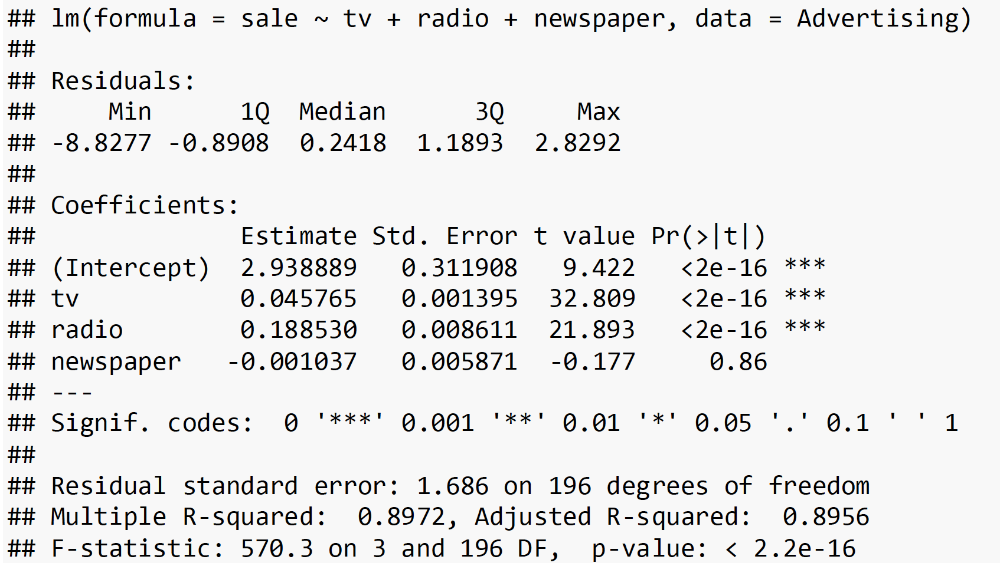 ## lm(formula = sale ~ tv + radio + newspaper, data = Advertising)
##
## Residuals:
##     Min      1Q  Median      3Q     Max
## -8.8277 -0.8908  0.2418  1.1893  2.8292
##
## Coefficients:
##              Estimate Std. Error t value Pr(>|t|)
## (Intercept)  2.938889   0.311908   9.422   <2e-16 ***
## tv           0.045765   0.001395  32.809   <2e-16 ***
## radio        0.188530   0.008611  21.893   <2e-16 ***
## newspaper   -0.001037   0.005871  -0.177     0.86
## ---
## Signif. codes:  0 '***' 0.001 '**' 0.01 '*' 0.05 '.' 0.1 ' ' 1
##
## Residual standard error: 1.686 on 196 degrees of freedom
## Multiple R-squared:  0.8972, Adjusted R-squared:  0.8956
## F-statistic: 570.3 on 3 and 196 DF,  p-value: < 2.2e-16